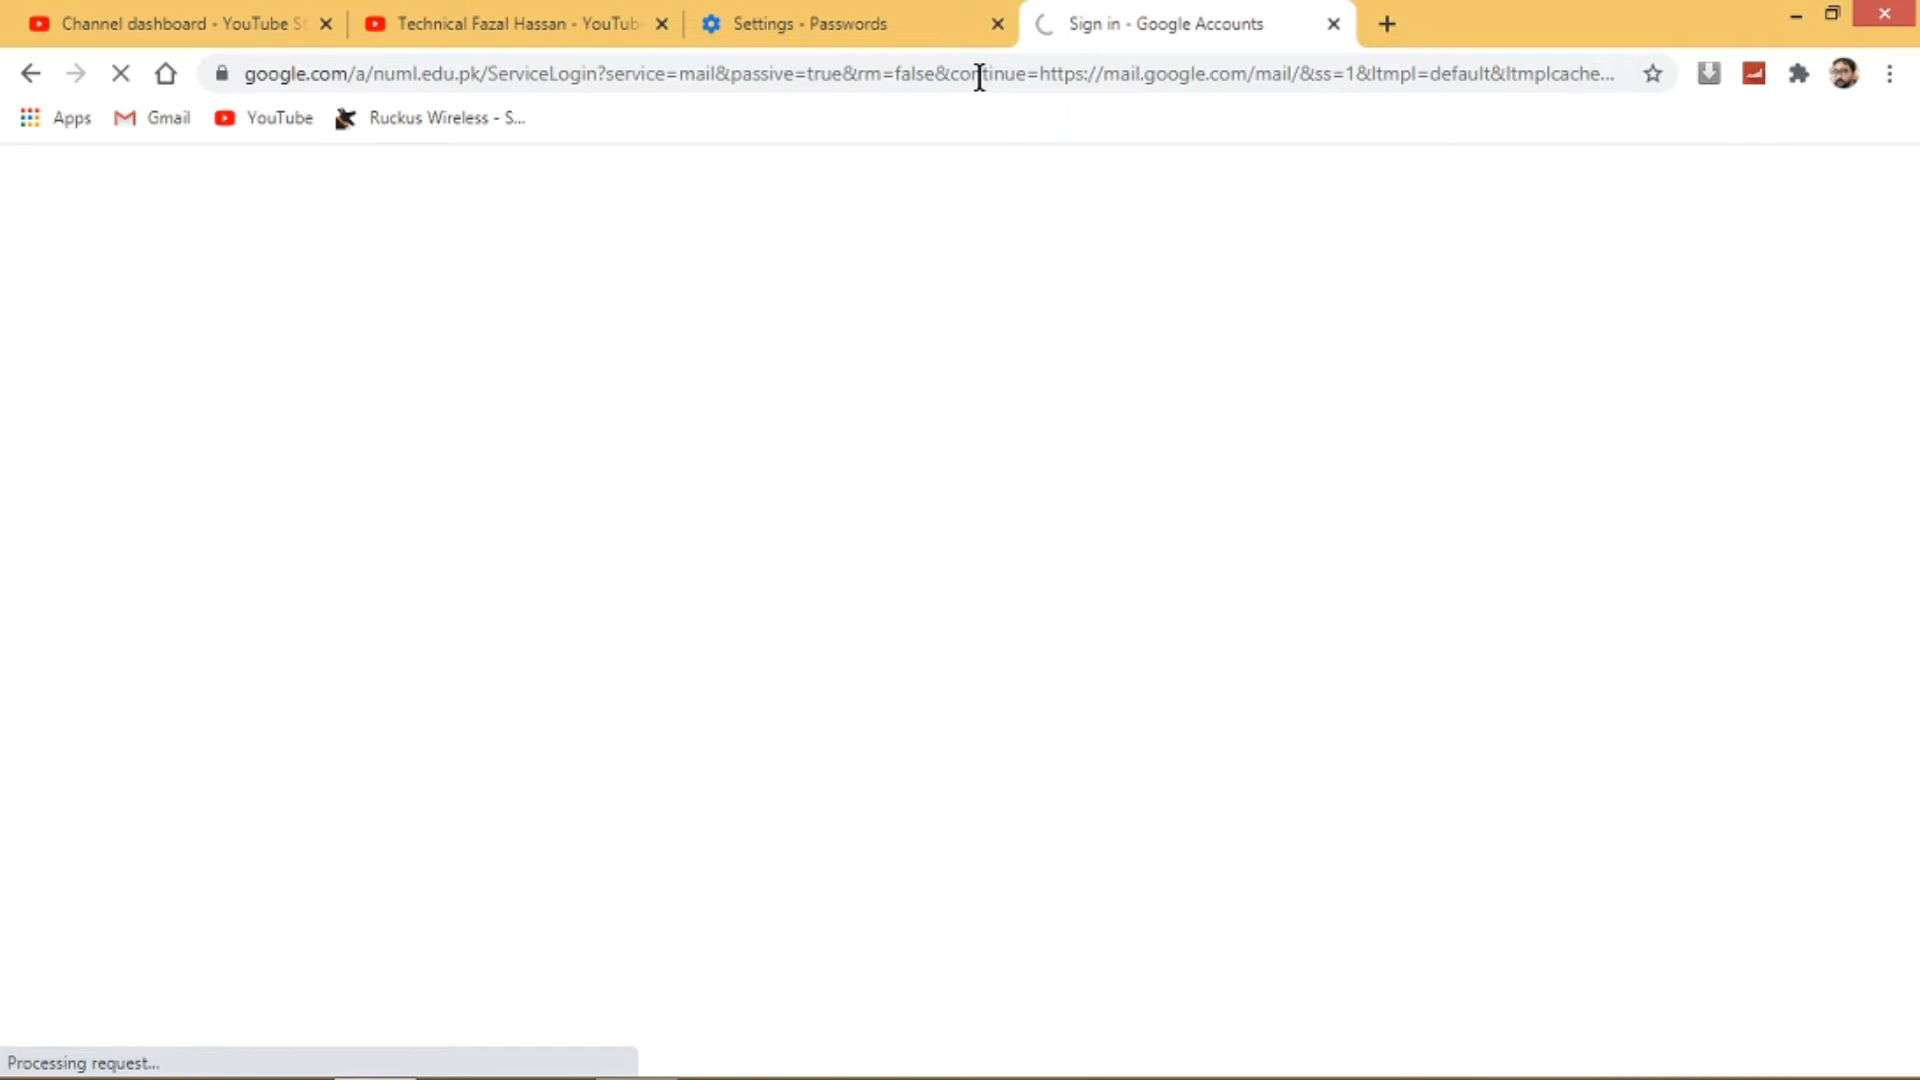 Channel dashboard - YouTube St
Technical Fazal Hassan - YouTub
Settings - Passwords
Sign in - Google Accounts
google.com/a/numl.edu.pk/ServiceLogin?service=mail&passive=true&rm=false&continue=https://mail.google.com/mail/&ss=1&ltmpl=default&ltmplcache...
Apps
Gmail
YouTube
Ruckus Wireless - S...
Processing request...